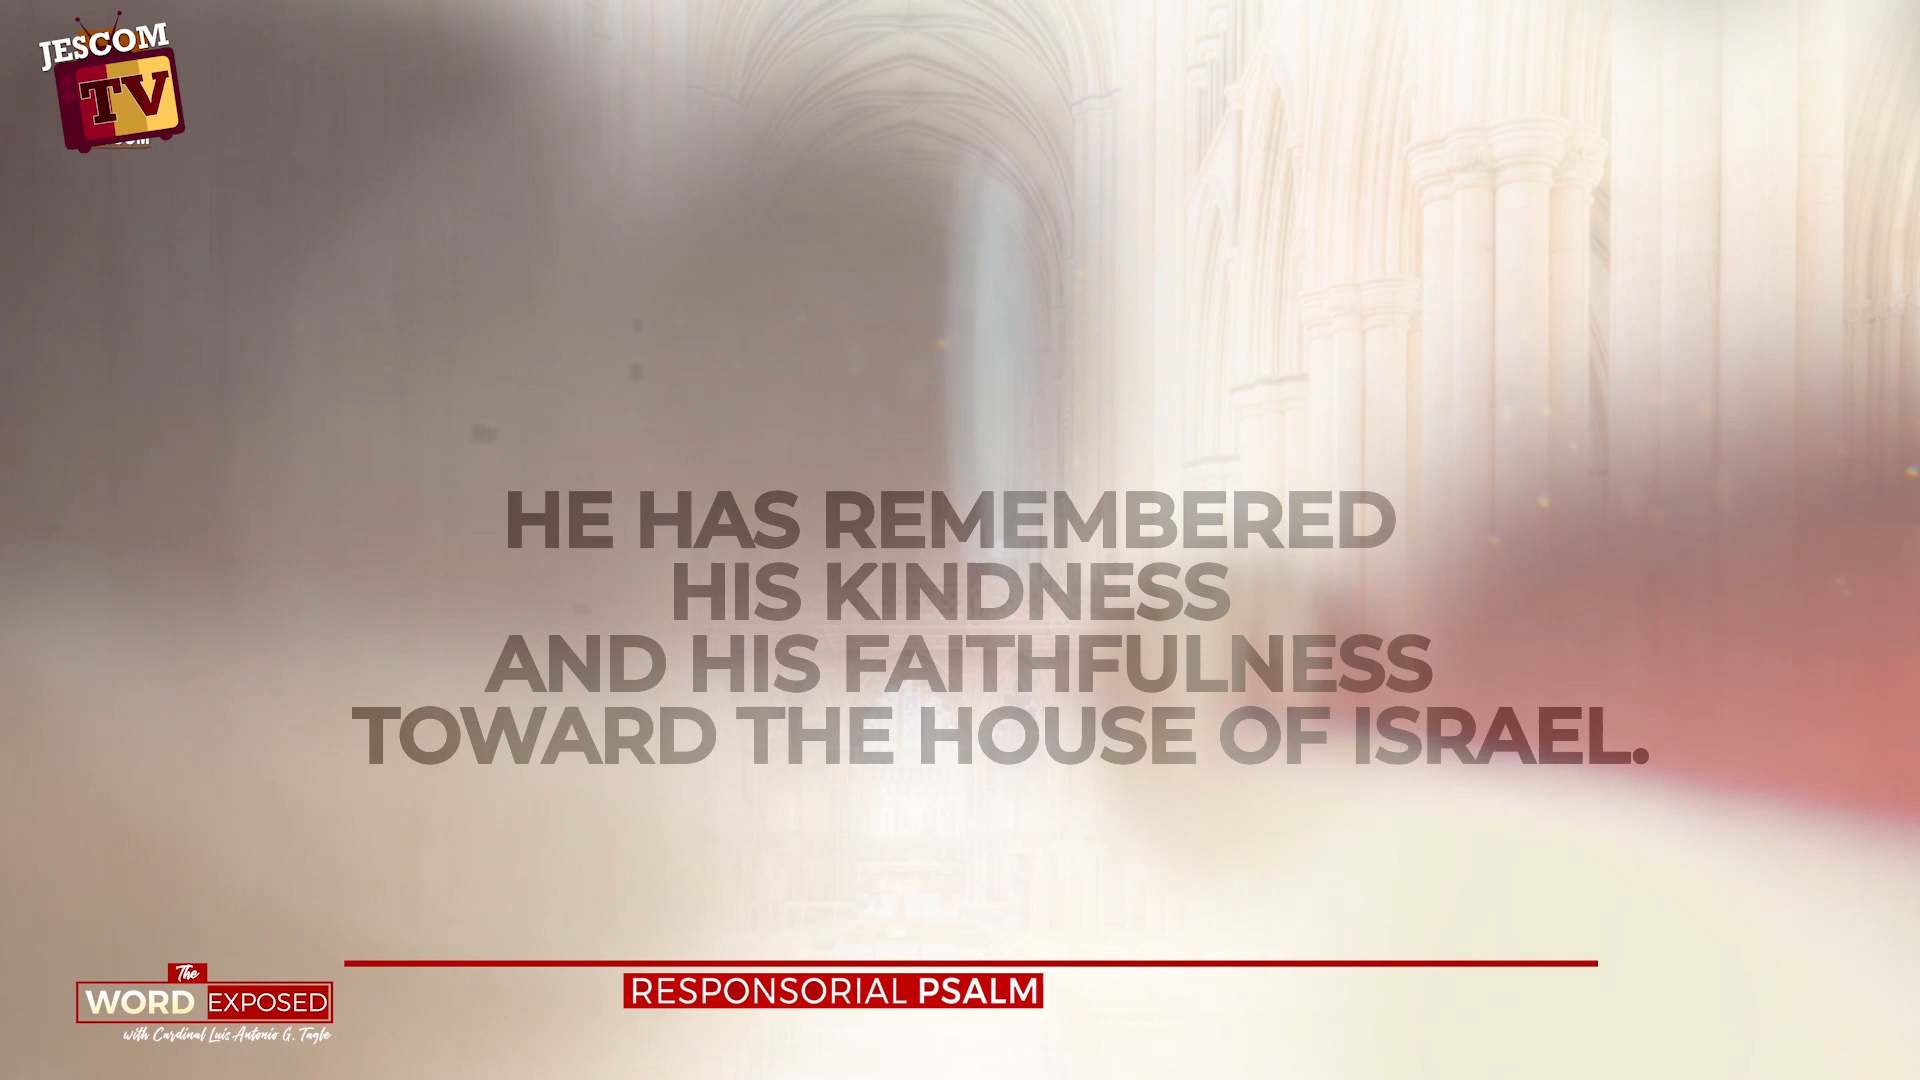 JESCOM
TV
HE HAS REMEMBERED
HIS KINDNESS
AND HIS FAITHFULNESS
TOWARD THE HOUSE OF ISRAEL.
The
WORD EXPOSED
with Cardinal Luis Antonio G. Tagle
RESPONSORIAL PSALM